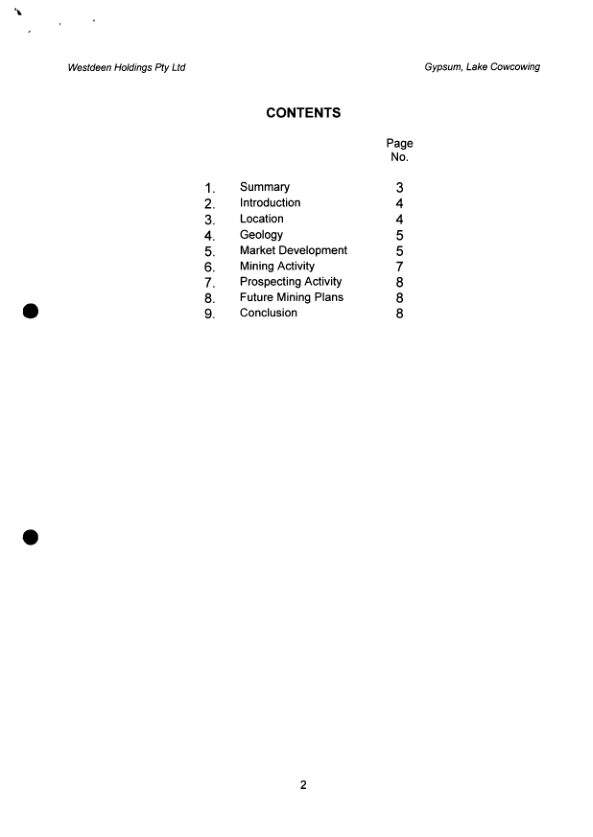 Westdeen Holdings Pty Ltd Gypsum, Lake Cowcowing
CONTENTS
Page
No.
1. Summary 3
2. Introduction 4
3. Location 4
4. Geology 5
5. Market Development 5
6. Mining Activity 7
7. Prospecting Activity 8
8. Future Mining Plans 8
9. Conclusion 8
2